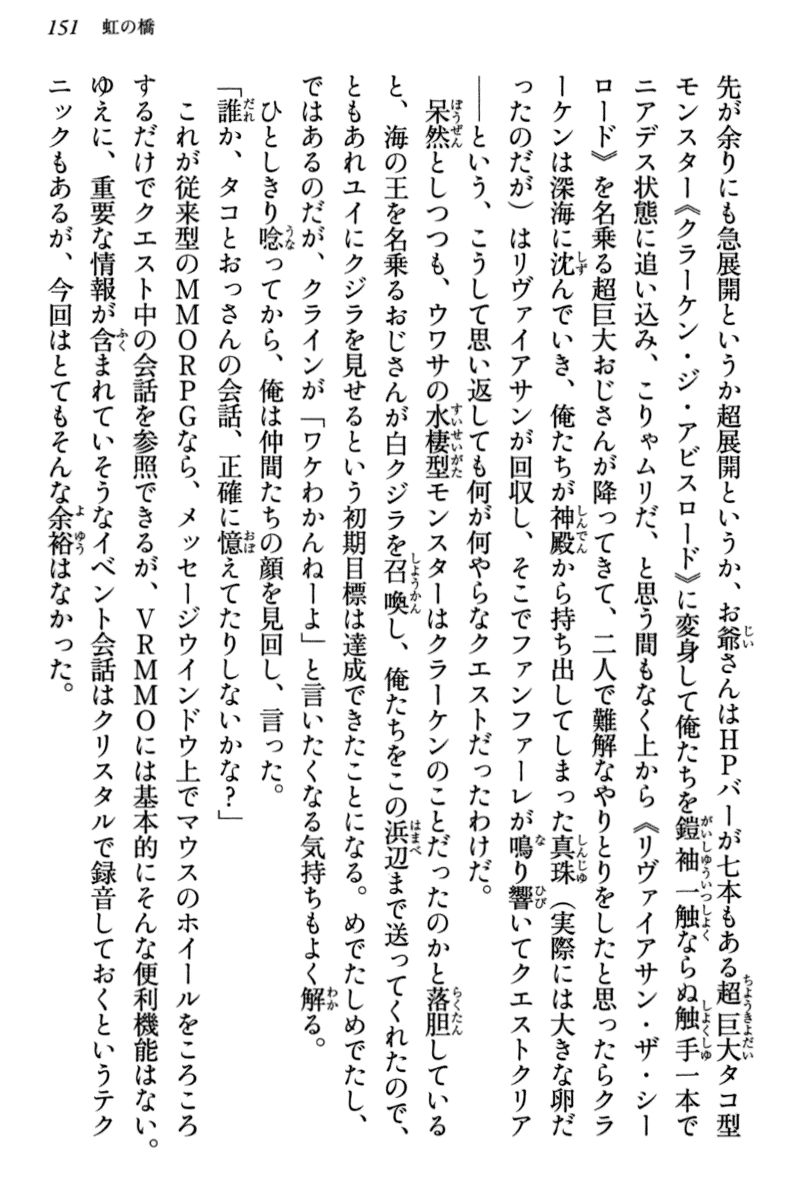 151　虹の橋
先が余りにも急展開というか超展開というか、お爺さんはHPバーが七本もある超巨大タコ型
モンスター《クラーケン・ジ・アビスロード》に変身して俺たちを鎧袖一触ならぬ触手一本で
ニアデス状態に追い込み、こりゃムリだ、と思う間もなく上から《リヴァイアサン・ザ・シー
ロード》を名乗る超巨大おじさんが降ってきて、二人で難解なやりとりをしたと思ったらクラ
ーケンは深海に沈んでいき、俺たちが神殿から持ち出してしまった真珠（実際には大きな卵だ
ったのだが）はリヴァイアサンが回収し、そこでファンファーレが鳴り響いてクエストクリア
――という、こうして思い返しても何が何やらなクエストだったわけだ。
　呆然としつつも、ウワサの水棲型モンスターはクラーケンのことだったのかと落胆している
と、海の王を名乗るおじさんが白クジラを召喚し、俺たちをこの浜辺まで送ってくれたので、
ともあれユイにクジラを見せるという初期目標は達成できたことになる。めでたしめでたし、
ではあるのだが、クラインが「ワケわかんねーよ」と言いたくなる気持ちもよく解る。
　ひとしきり唸ってから、俺は仲間たちの顔を見回し、言った。
「誰か、タコとおっさんの会話、正確に憶えてたりしないかな？」
　これが従来型のMMORPGなら、メッセージウインドウ上でマウスのホイールをころころ
するだけでクエスト中の会話を参照できるが、VRMMOには基本的にそんな便利機能はない。
ゆえに、重要な情報が含まれていそうなイベント会話はクリスタルで録音しておくというテク
ニックもあるが、今回はとてもそんな余裕はなかった。